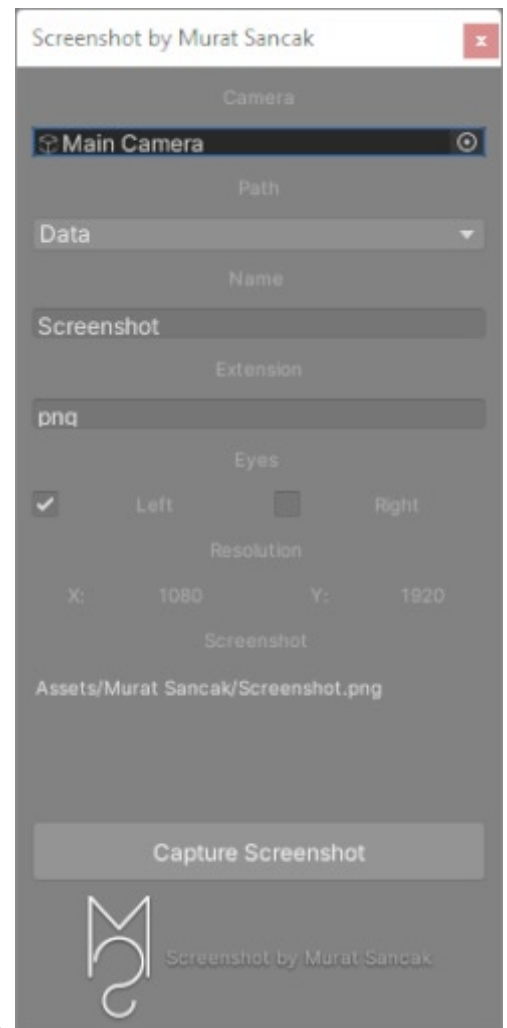 Screenshot by Murat Sancak
x
Camera
Main Camera
Path
Data
Name
Screenshot
Extension
png
Eyes
Left Right
Resolution
X: 1080 Y: 1920
Screenshot
Assets/Murat Sancak/Screenshot.png
Capture Screenshot
Screenshot by Murat Sancak